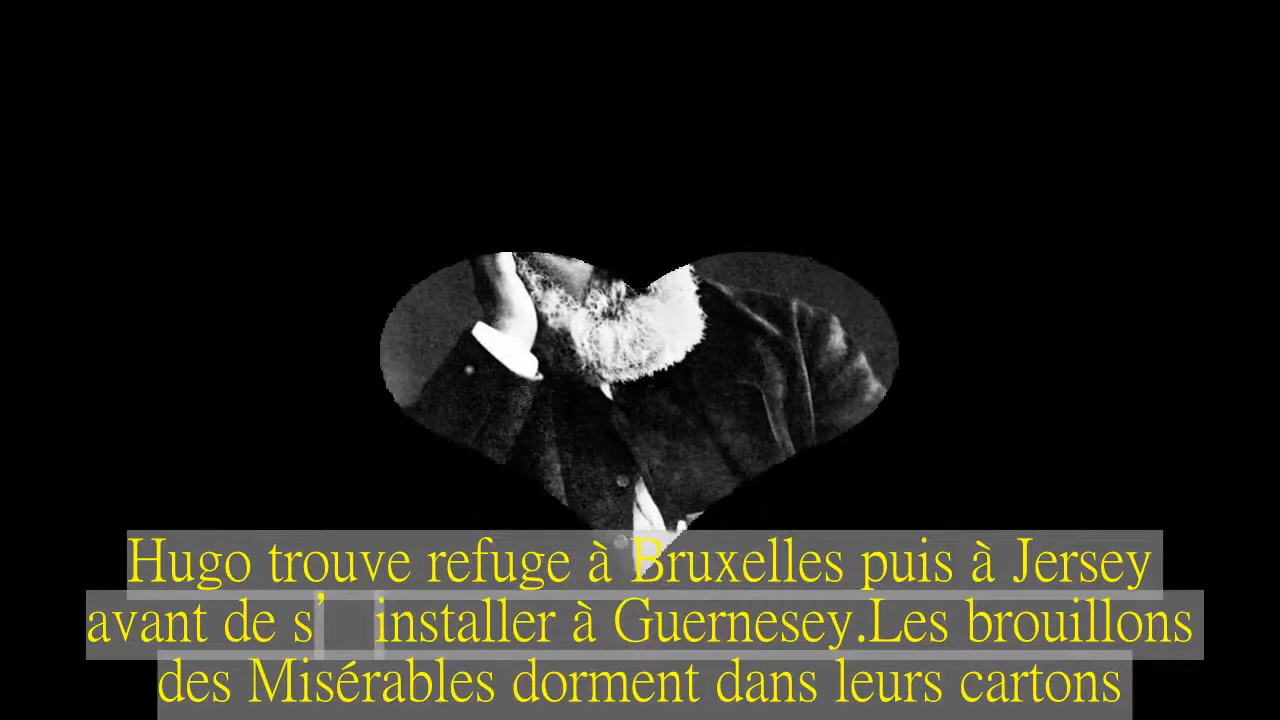 Hugo trouve refuge à Bruxelles puis à Jersey
avant de s’ installer à Guernesey.Les brouillons
des Misérables dorment dans leurs cartons